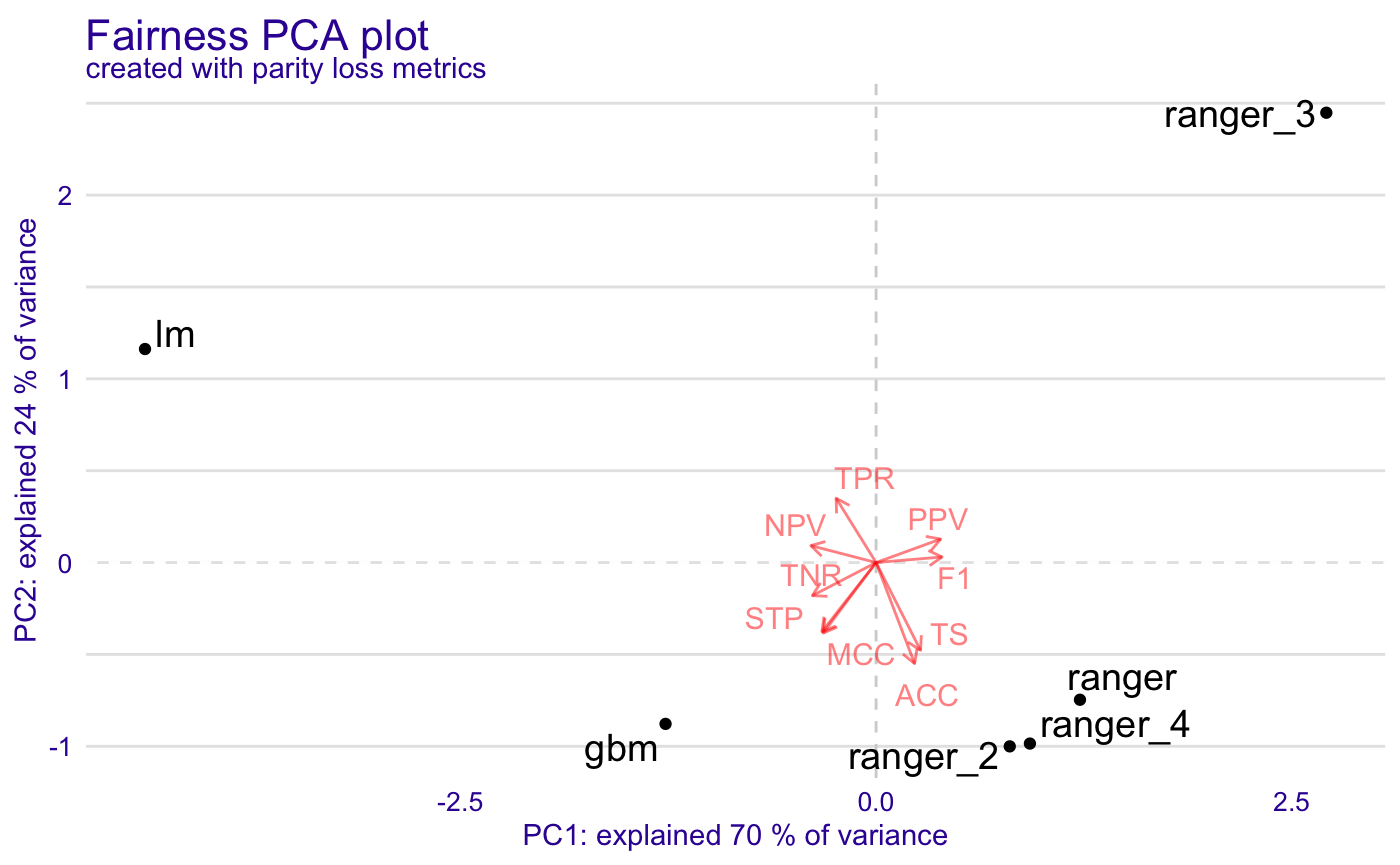 Fairness PCA plot
created with parity loss metrics
ranger_3
2
lm
1
TPR
NPV
PPV
0
TNR
F1
STP
TS
MCC
ACC
ranger
ranger_4
gbm
ranger_2
-1
-2.5
0.0
2.5
PC1: explained 70 % of variance
PC2: explained 24 % of variance